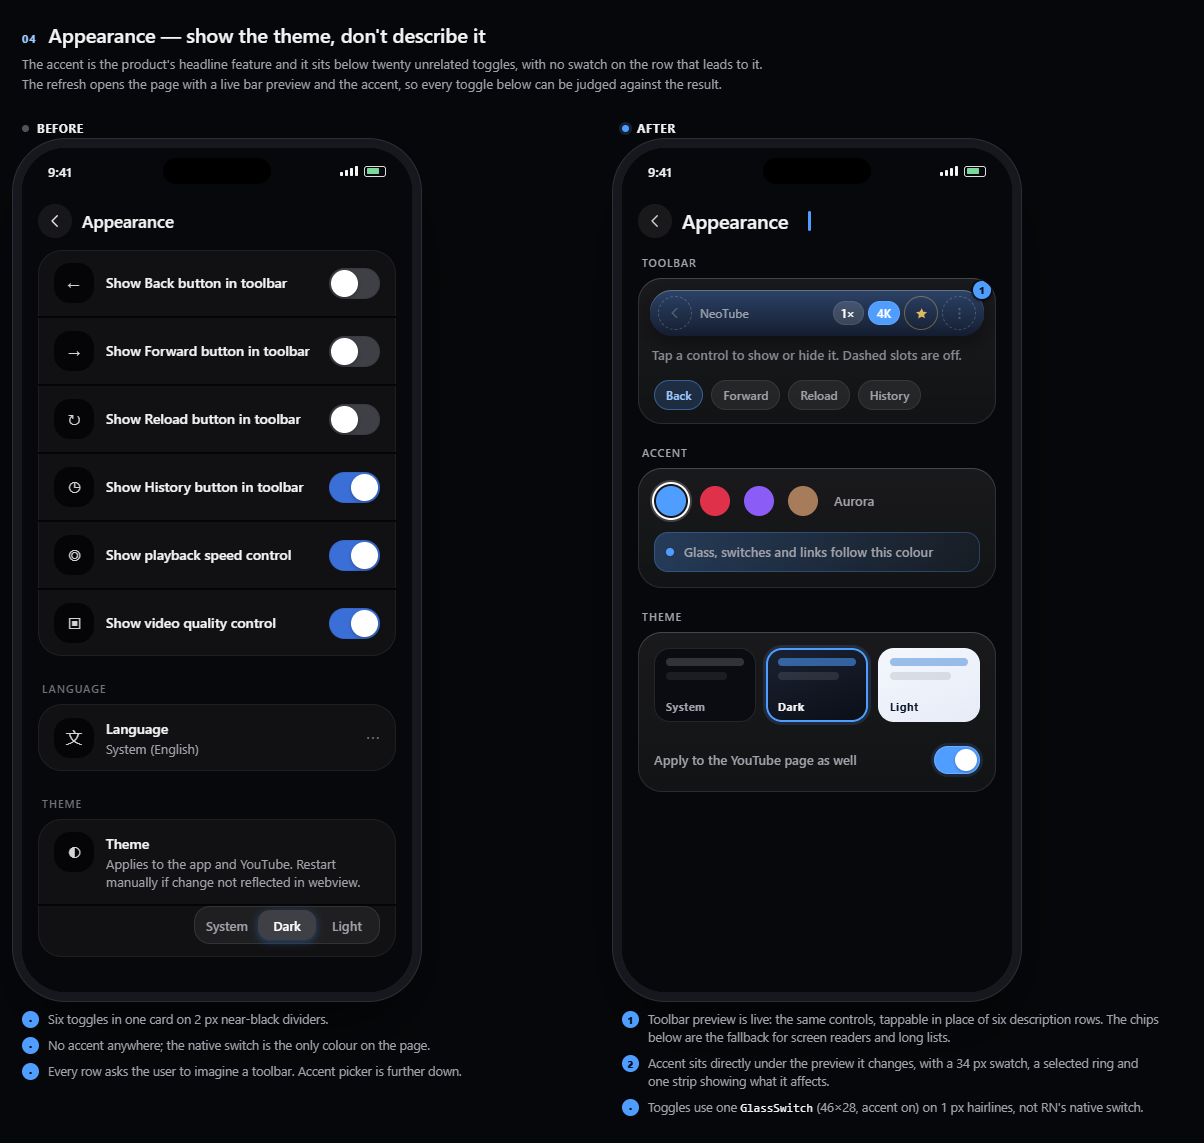 04 Appearance — show the theme, don't describe it
The accent is the product's headline feature and it sits below twenty unrelated toggles, with no swatch on the row that leads to it.
The refresh opens the page with a live bar preview and the accent, so every toggle below can be judged against the result.
BEFORE
9:41
Appearance
← Show Back button in toolbar
→ Show Forward button in toolbar
↻ Show Reload button in toolbar
◷ Show History button in toolbar
◎ Show playback speed control
▣ Show video quality control
LANGUAGE
文 Language
System (English)
⋯
THEME
◐ Theme
Applies to the app and YouTube. Restart
manually if change not reflected in webview.
System Dark Light
- Six toggles in one card on 2 px near-black dividers.
- No accent anywhere; the native switch is the only colour on the page.
- Every row asks the user to imagine a toolbar. Accent picker is further down.
AFTER
9:41
Appearance
TOOLBAR
1
NeoTube 1× 4K ★ ⋮
Tap a control to show or hide it. Dashed slots are off.
Back Forward Reload History
ACCENT
Aurora
Glass, switches and links follow this colour
THEME
System Dark Light
Apply to the YouTube page as well
1 Toolbar preview is live: the same controls, tappable in place of six description rows. The chips
below are the fallback for screen readers and long lists.
2 Accent sits directly under the preview it changes, with a 34 px swatch, a selected ring and
one strip showing what it affects.
- Toggles use one GlassSwitch (46×28, accent on) on 1 px hairlines, not RN's native switch.